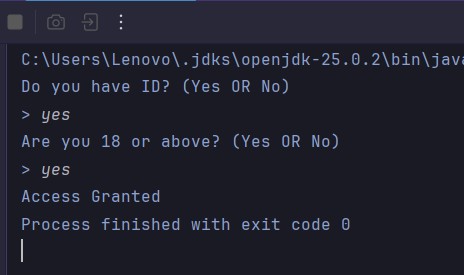 C:\Users\Lenovo\.jdks\openjdk-25.0.2\bin\java
Do you have ID? (Yes OR No)
> yes
Are you 18 or above? (Yes OR No)
> yes
Access Granted
Process finished with exit code 0